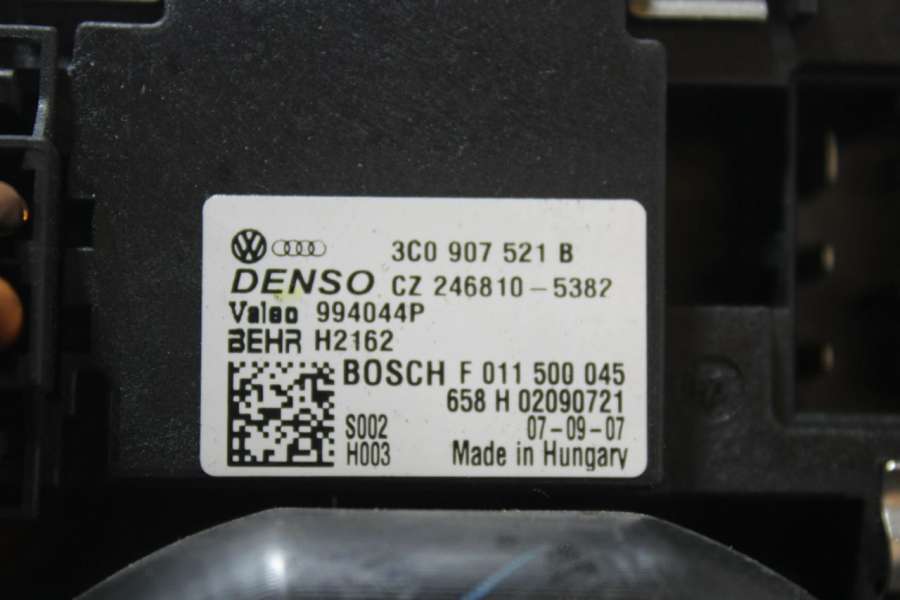 3C0 907 521 B
DENSO CZ 246810-5382
Valeo 994044P
BEHR H2162
BOSCH F 011 500 045
658 H 02090721
S002 07-09-07
H003 Made in Hungary